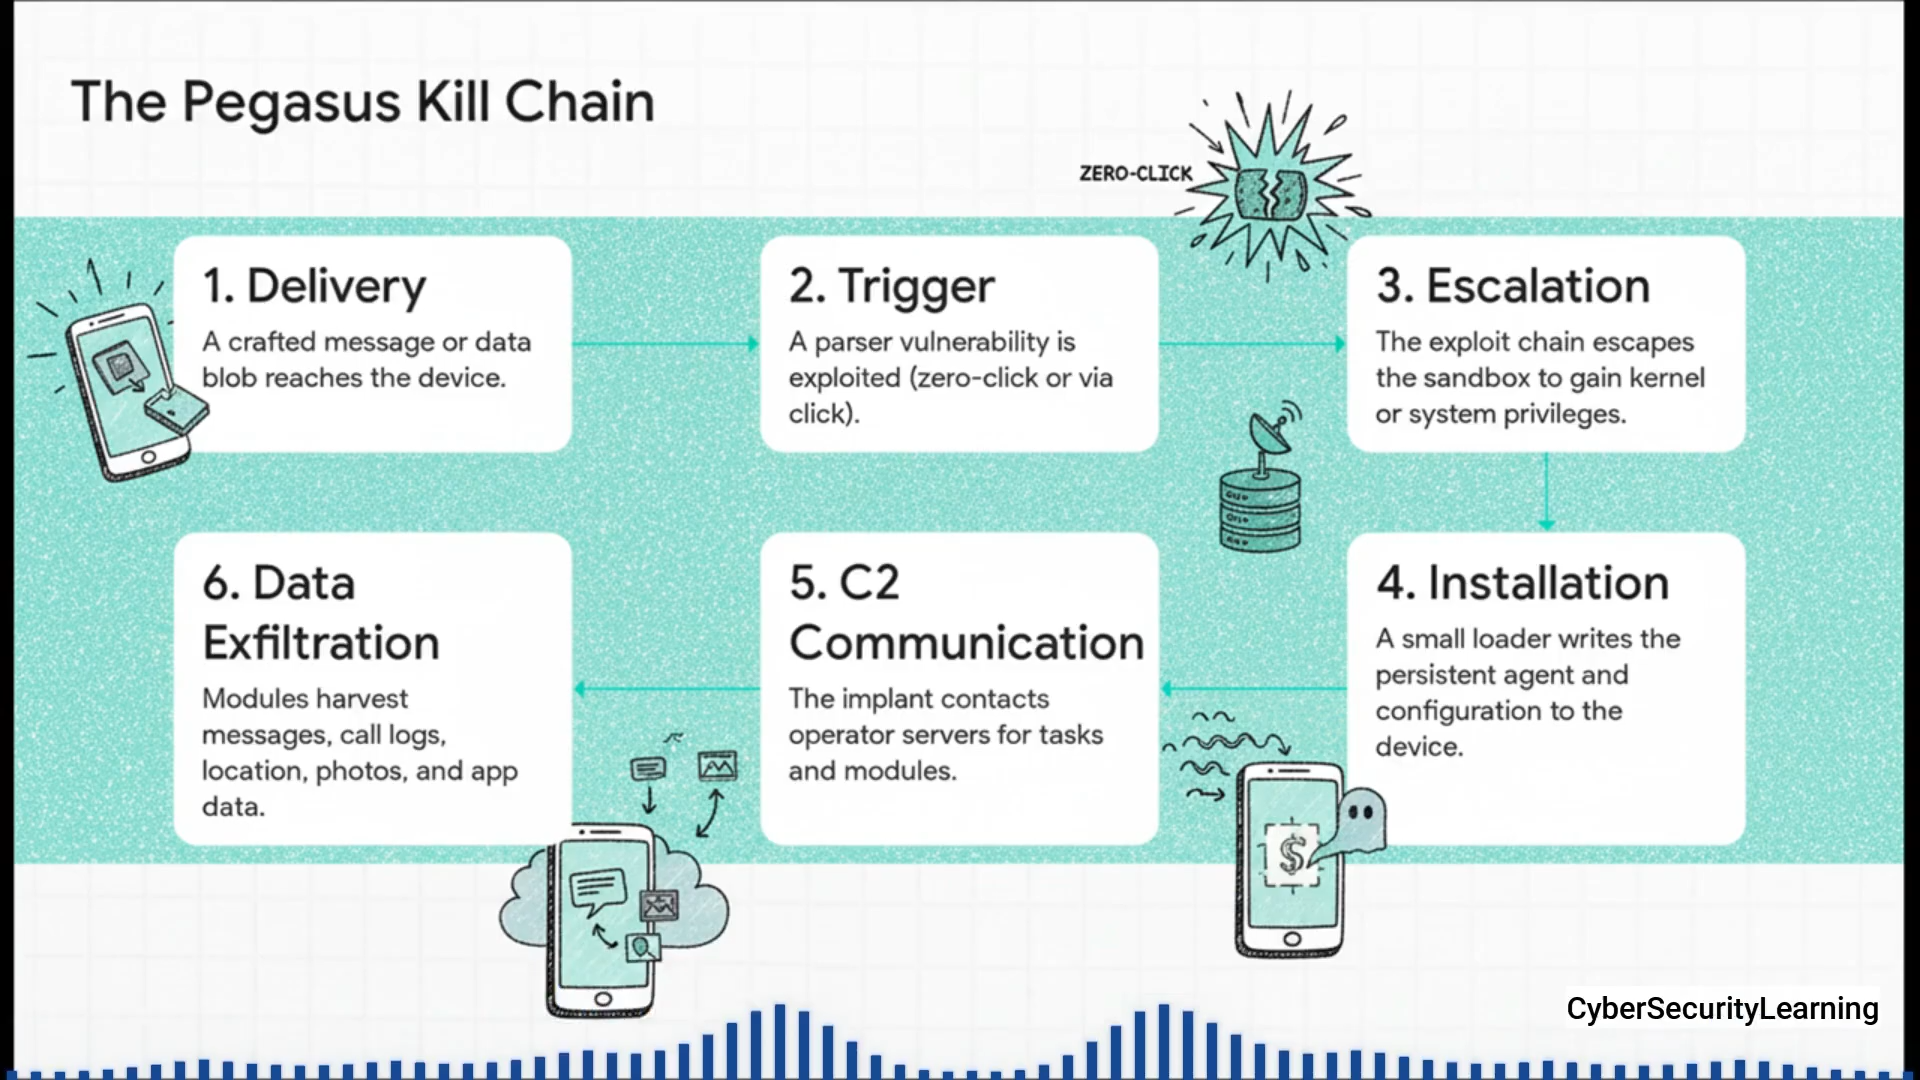 The Pegasus Kill Chain
ZERO-CLICK
1. Delivery
A crafted message or data
blob reaches the device.
2. Trigger
A parser vulnerability is
exploited (zero-click or via
click).
3. Escalation
The exploit chain escapes
the sandbox to gain kernel
or system privileges.
4. Installation
A small loader writes the
persistent agent and
configuration to the
device.
5. C2
Communication
The implant contacts
operator servers for tasks
and modules.
6. Data
Exfiltration
Modules harvest
messages, call logs,
location, photos, and app
data.
$
CyberSecurityLearning